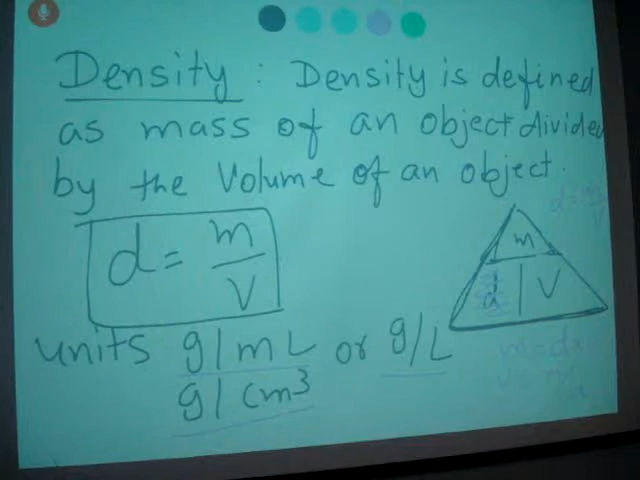 Density : Density is defined
as mass of an object divided
by the Volume of an object.
d = m/V
m
d | V
units g/mL or g/L
g/cm³